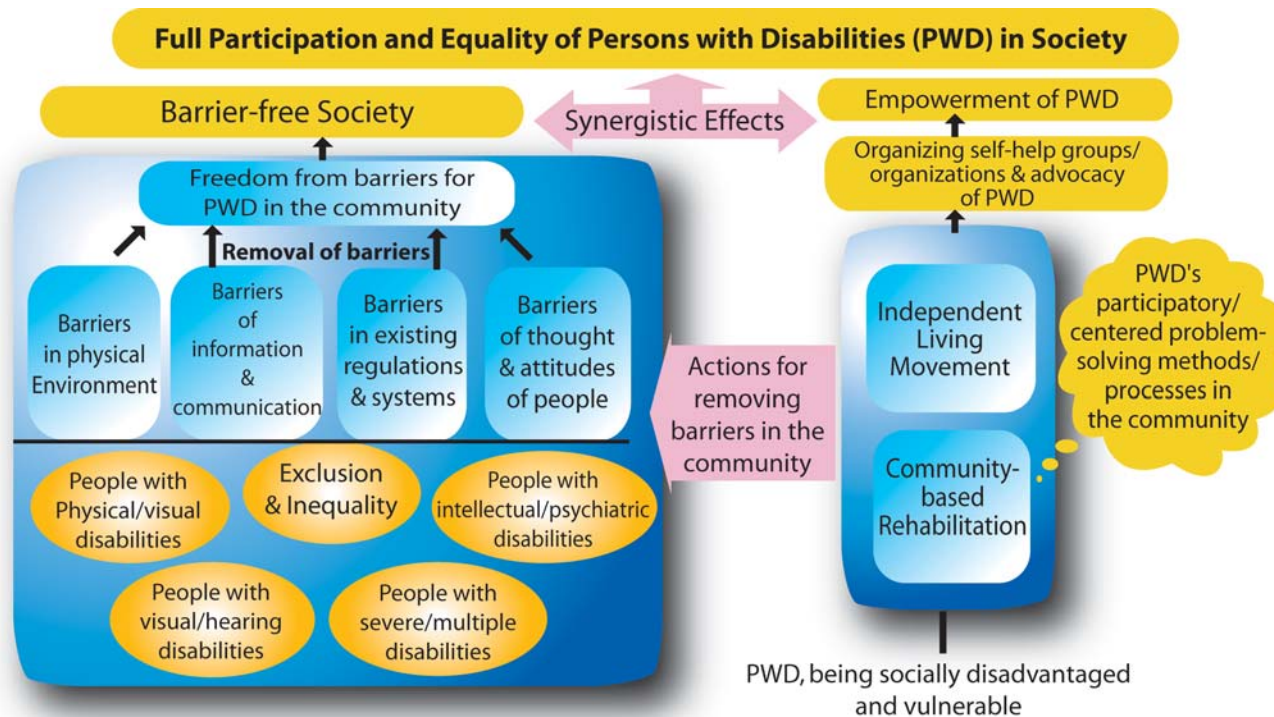 Full Participation and Equality of Persons with Disabilities (PWD) in Society
Barrier-free Society
Synergistic Effects
Empowerment of PWD
Organizing self-help groups/
organizations & advocacy
of PWD
Freedom from barriers for
PWD in the community
Removal of barriers
Barriers
in physical
Environment
Barriers
of
information
&
communication
Barriers
in existing
regulations
& systems
Barriers
of thought
& attitudes
of people
Actions for
removing
barriers in the
community
Independent
Living
Movement
Community-
based
Rehabilitation
PWD's
participatory/
centered problem-
solving methods/
processes in
the community
People with
Physical/visual
disabilities
Exclusion
& Inequality
People with
intellectual/psychiatric
disabilities
People with
visual/hearing
disabilities
People with
severe/multiple
disabilities
PWD, being socially disadvantaged
and vulnerable